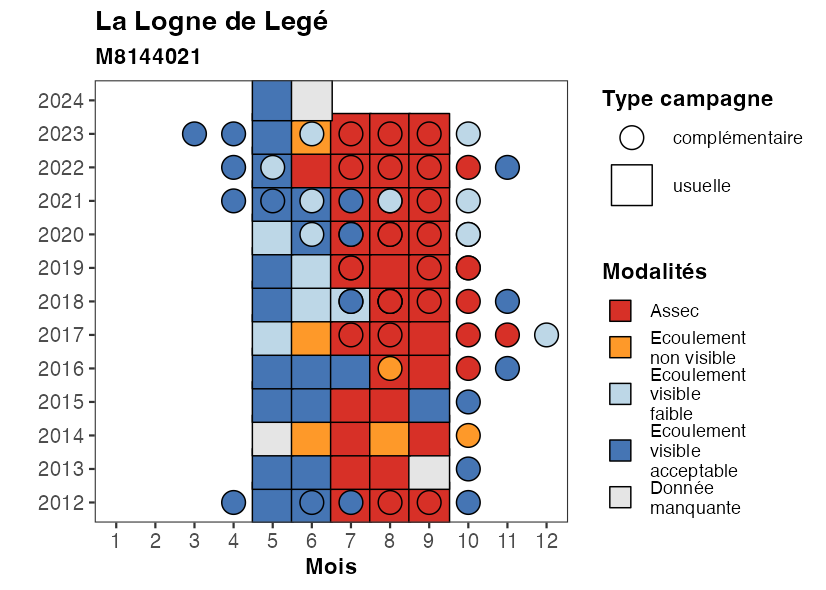 La Logne de Legé
M8144021
2024
2023
2022
2021
2020
2019
2018
2017
2016
2015
2014
2013
2012
1 2 3 4 5 6 7 8 9 10 11 12
Mois
Type campagne
complémentaire
usuelle
Modalités
Assec
Ecoulement
non visible
Ecoulement
visible
faible
Ecoulement
visible
acceptable
Donnée
manquante